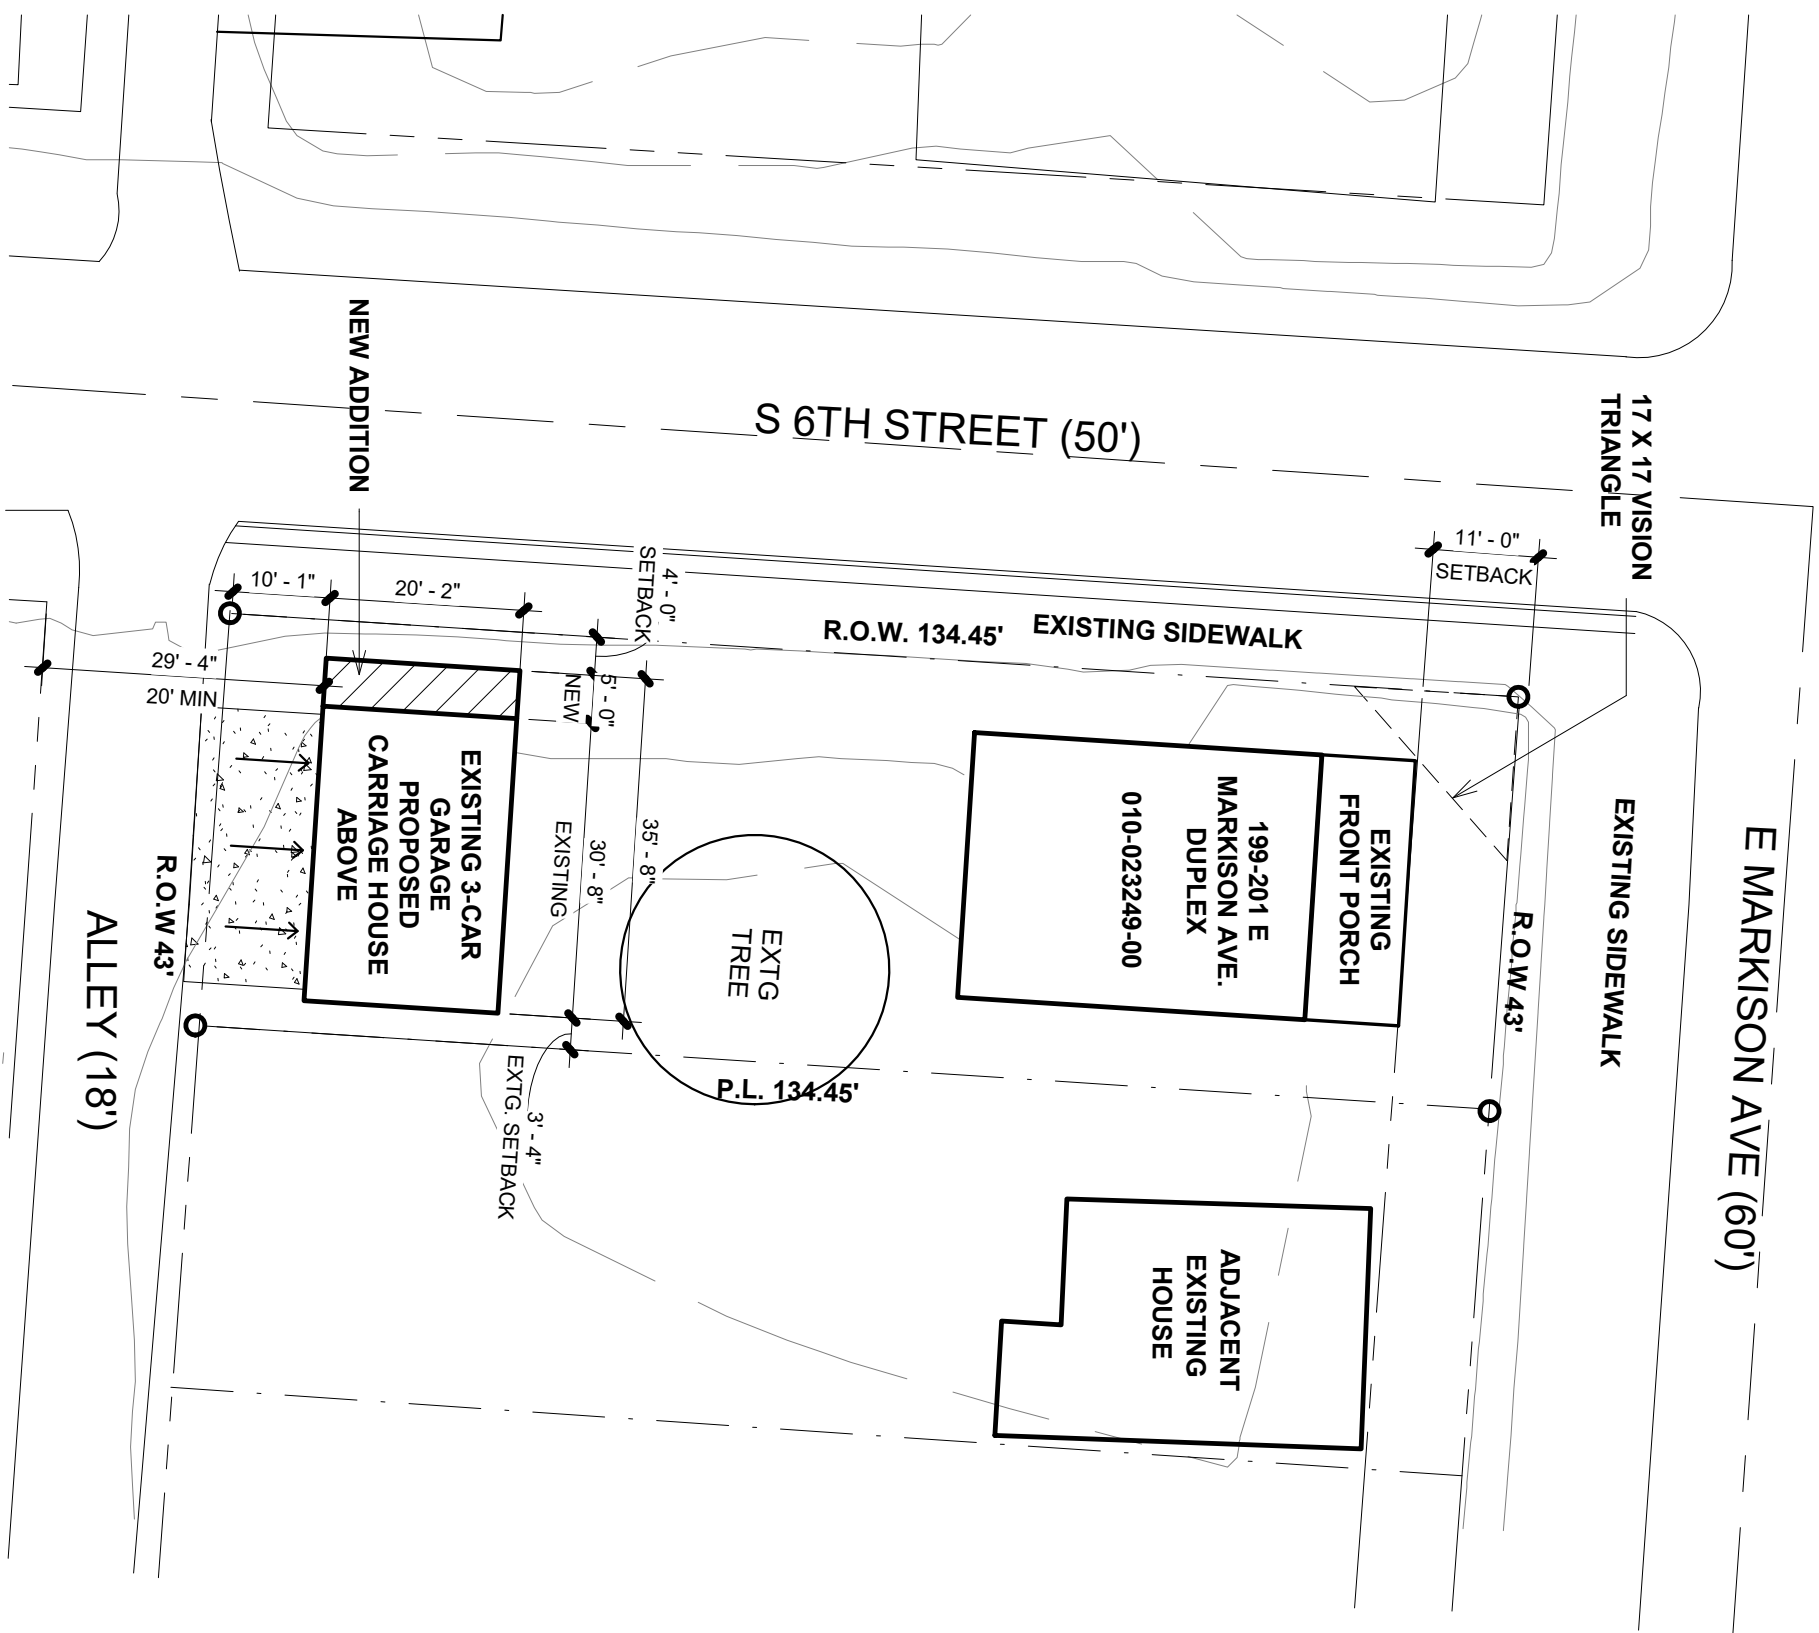 S 6TH STREET (50')
NEW ADDITION
17 X 17 VISION
TRIANGLE
11' - 0"
SETBACK
10' - 1"
20' - 2"
4' - 0"
SETBACK
R.O.W. 134.45'
EXISTING SIDEWALK
29' - 4"
20' MIN
5' - 0"
NEW
EXISTING 3-CAR
GARAGE
PROPOSED
CARRIAGE HOUSE
ABOVE
35' - 8"
30' - 8"
EXISTING
EXTG
TREE
199-201 E
MARKISON AVE.
DUPLEX
010-023249-00
EXISTING
FRONT PORCH
EXISTING SIDEWALK
R.O.W 43'
E MARKISON AVE (60')
R.O.W 43'
ALLEY (18')
P.L. 134.45'
3' - 4"
EXTG. SETBACK
ADJACENT
EXISTING
HOUSE